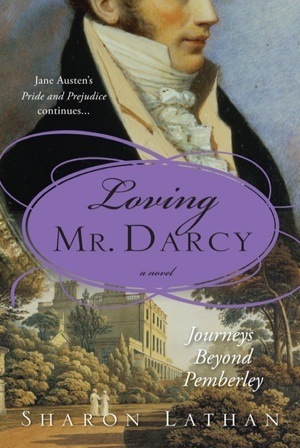 Jane Austen's
Pride and Prejudice
continues...
Loving
MR. DARCY
a novel
Journeys
Beyond
Pemberley
SHARON LATHAN